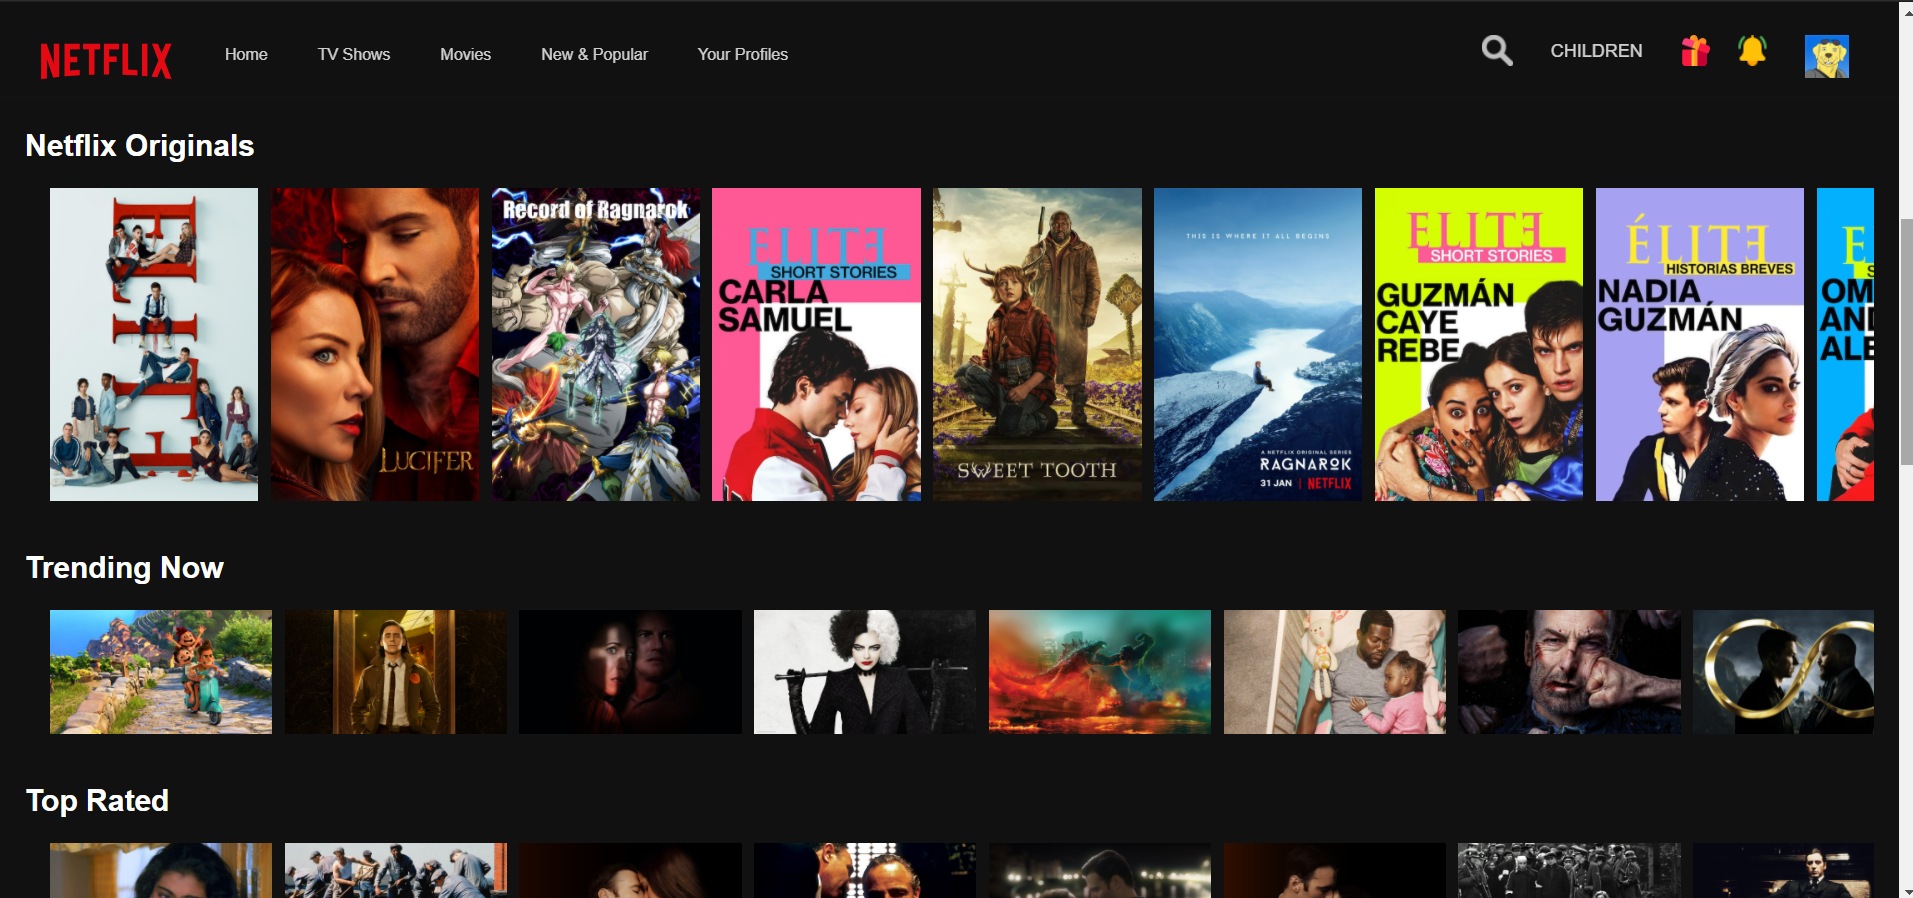 NETFLIX
Home
TV Shows
Movies
New & Popular
Your Profiles
CHILDREN
Netflix Originals
ELITE
LUCIFER
Record of Ragnarok
ELITE
SHORT STORIES
CARLA
SAMUEL
SWEET TOOTH
THIS IS WHERE IT ALL BEGINS
A NETFLIX ORIGINAL SERIES
RAGNAROK
31 JAN | NETFLIX
ELITE
SHORT STORIES
GUZMÁN
CAYE
REBE
ÉLITE
HISTORIAS BREVES
NADIA
GUZMÁN
E
S
OM
AN
ALE
Trending Now
Top Rated